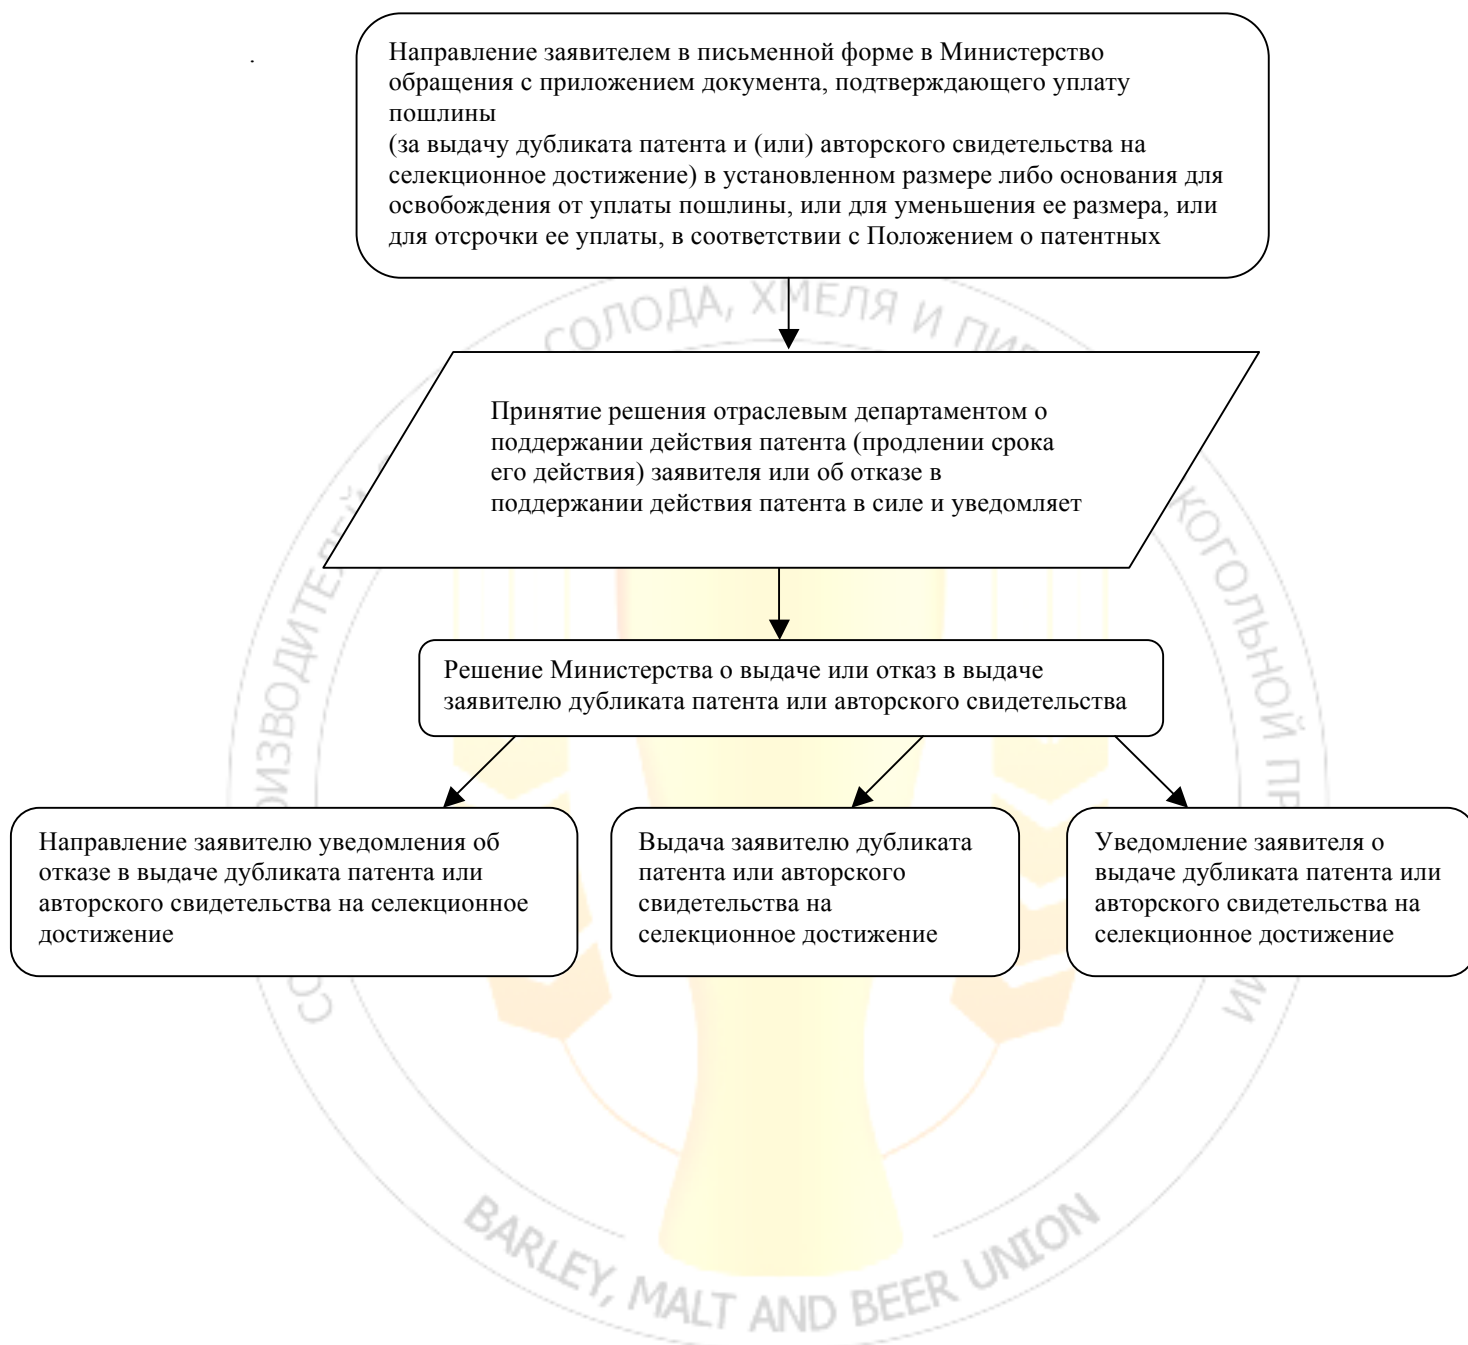 Направление заявителем в письменной форме в Министерство
обращения с приложением документа, подтверждающего уплату
пошлины
(за выдачу дубликата патента и (или) авторского свидетельства на
селекционное достижение) в установленном размере либо основания для
освобождения от уплаты пошлины, или для уменьшения ее размера, или
для отсрочки ее уплаты, в соответствии с Положением о патентных
СОЛОДА, ХМЕЛЯ И
Принятие решения отраслевым департаментом о
поддержании действия патента (продлении срока
его действия) заявителя или об отказе в
поддержании действия патента в силе и уведомляет
Решение Министерства о выдаче или отказ в выдаче
заявителю дубликата патента или авторского свидетельства
Направление заявителю уведомления об
отказе в выдаче дубликата патента или
авторского свидетельства на селекционное
достижение
Выдача заявителю дубликата
патента или авторского
свидетельства на
селекционное достижение
Уведомление заявителя о
выдаче дубликата патента или
авторского свидетельства на
селекционное достижение
BARLEY, MALT AND BEER UNION